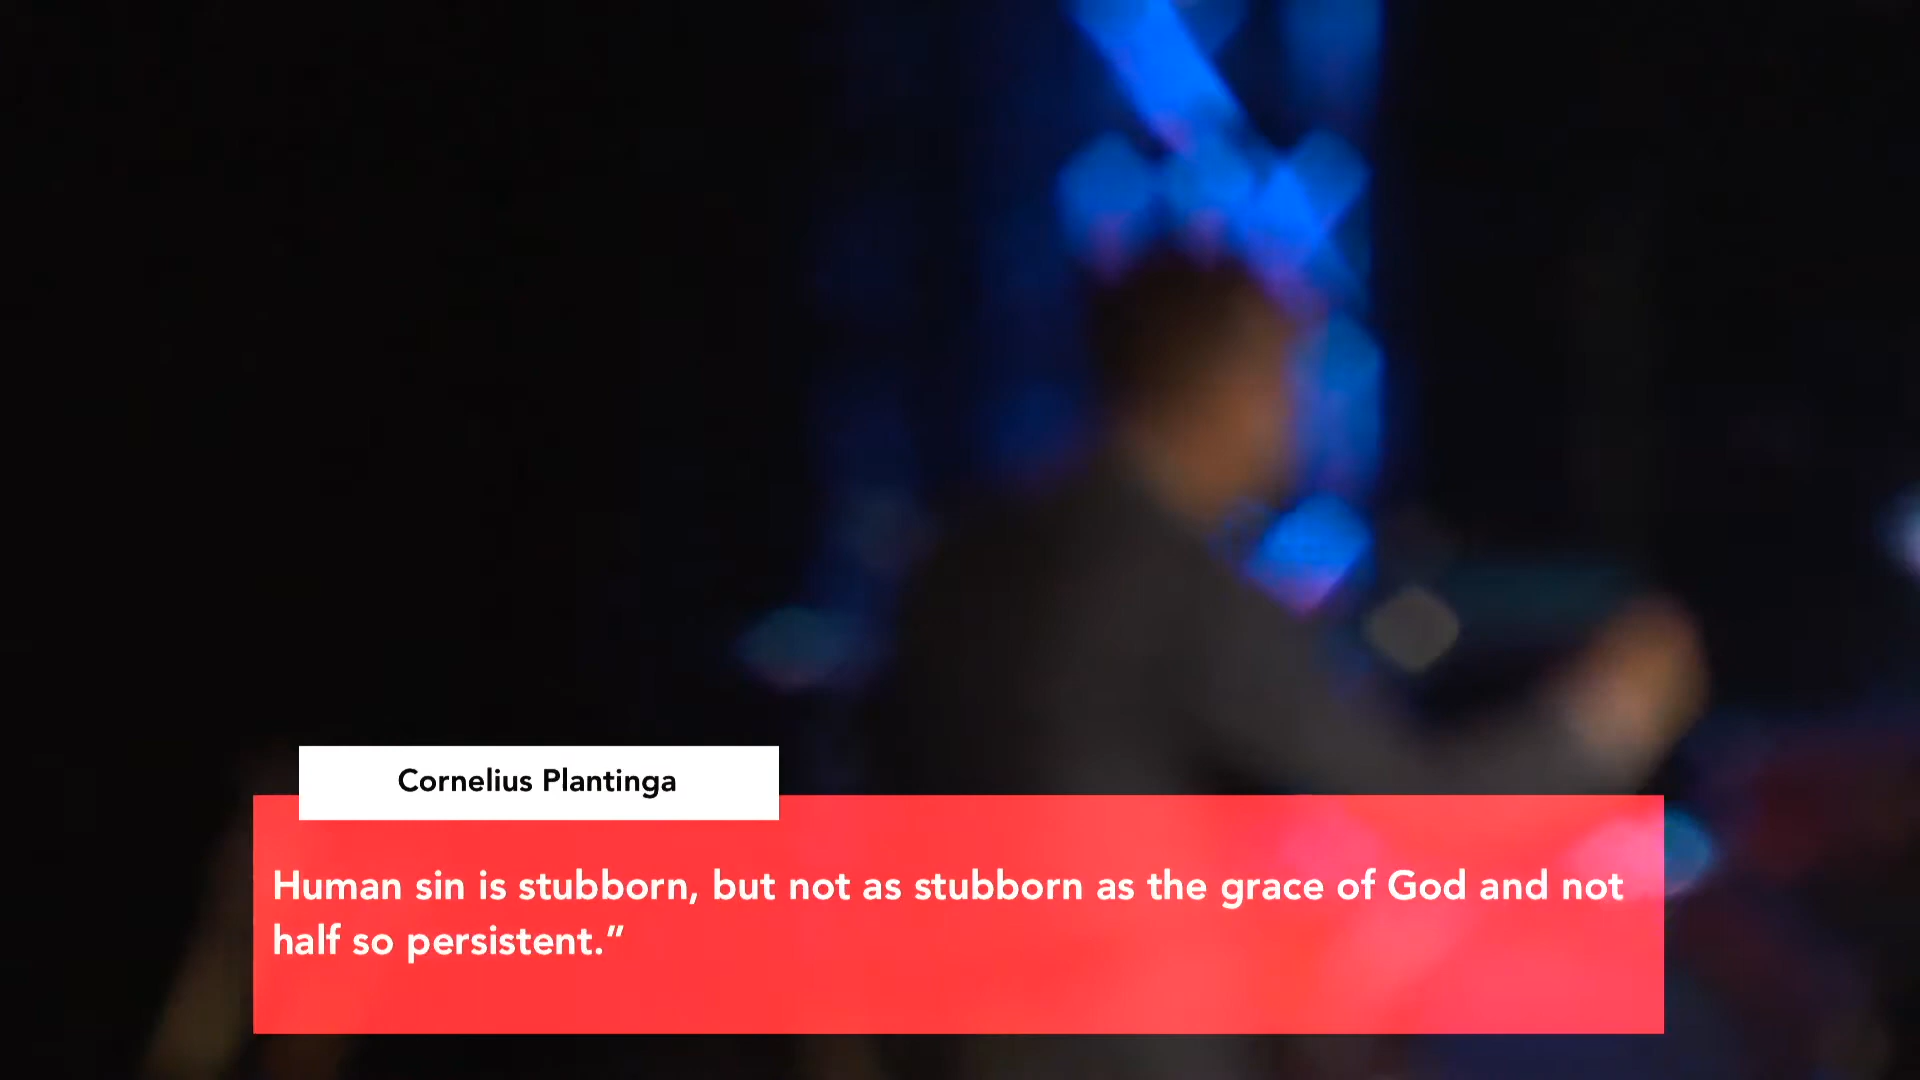 Cornelius Plantinga
Human sin is stubborn, but not as stubborn as the grace of God and not
half so persistent.”